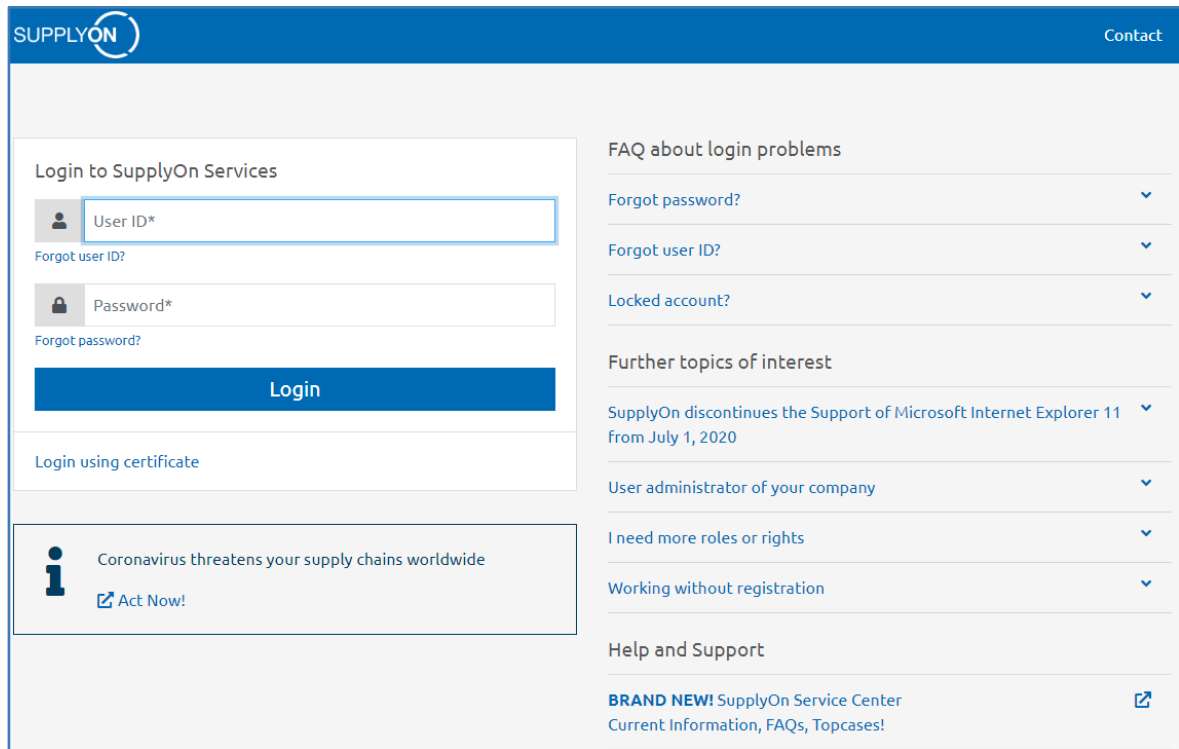 SUPPLYON
Contact
Login to SupplyOn Services
User ID*
Forgot user ID?
Password*
Forgot password?
Login
Login using certificate
Coronavirus threatens your supply chains worldwide
Act Now!
FAQ about login problems
Forgot password?
Forgot user ID?
Locked account?
Further topics of interest
SupplyOn discontinues the Support of Microsoft Internet Explorer 11
from July 1, 2020
User administrator of your company
I need more roles or rights
Working without registration
Help and Support
BRAND NEW! SupplyOn Service Center
Current Information, FAQs, Topcases!